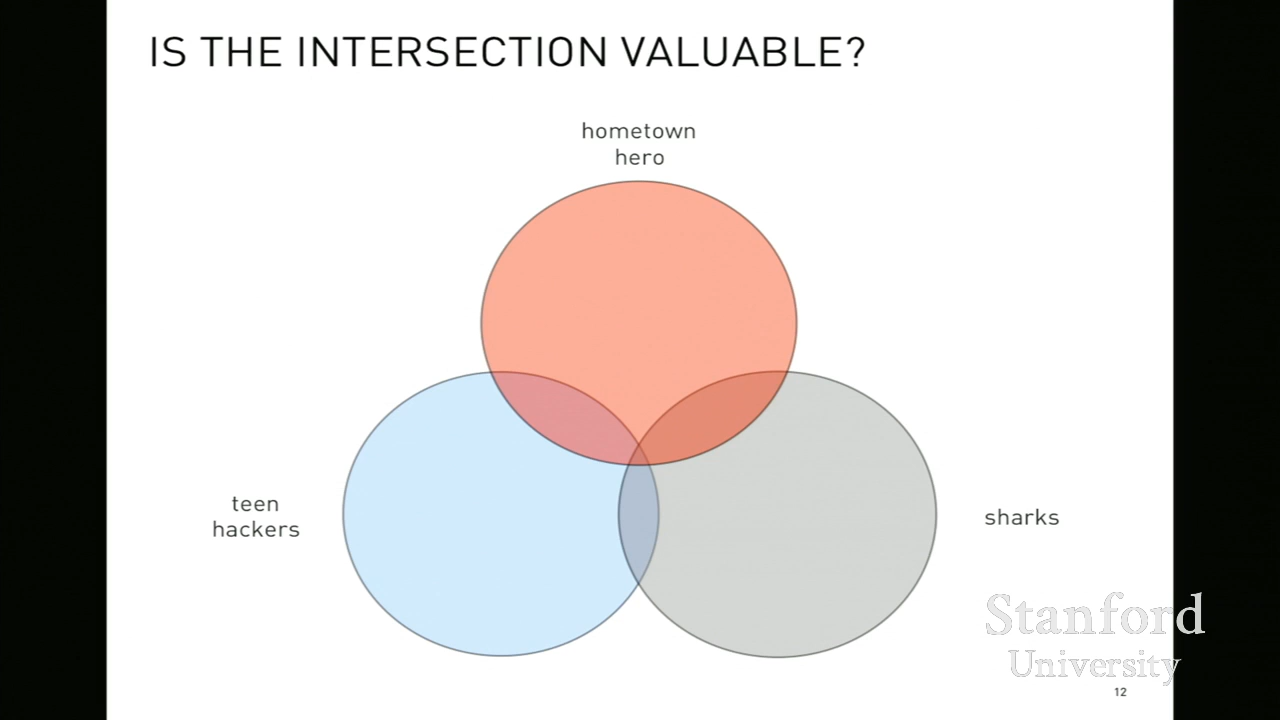 IS THE INTERSECTION VALUABLE?
hometown
hero
teen
hackers
sharks
Stanford
University
12